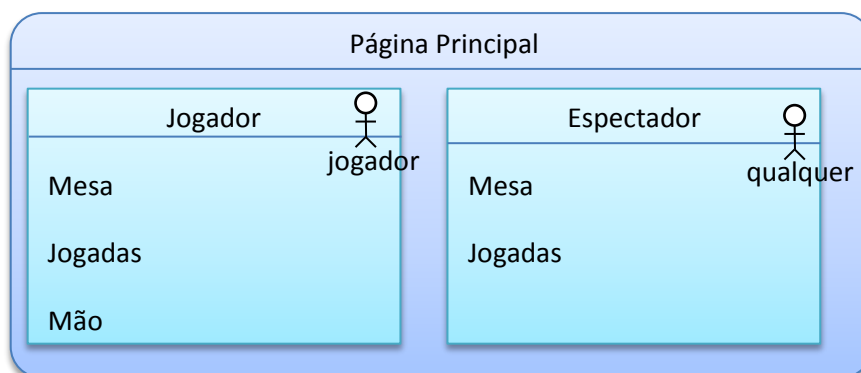 Página Principal
Jogador
jogador
Mesa
Jogadas
Mão
Espectador
qualquer
Mesa
Jogadas